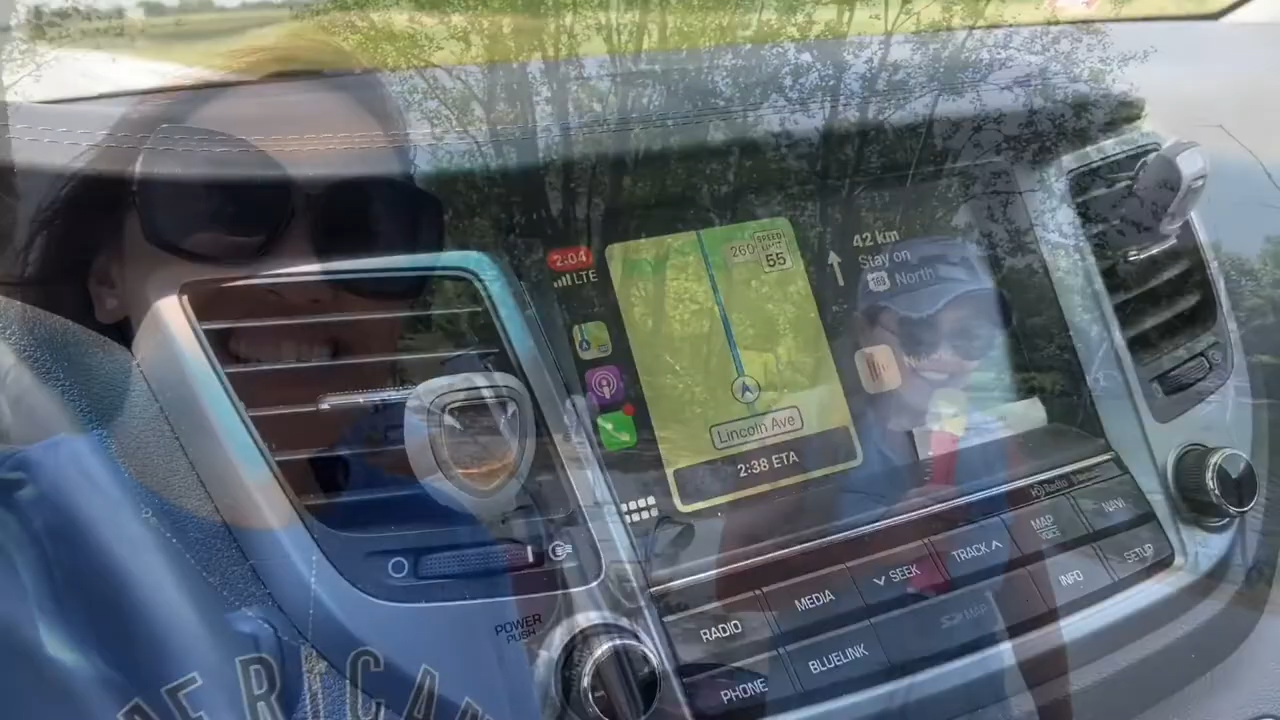 2:04
LTE
260
SPEED
LIMIT
55
42 km
Stay on
169 North
Lincoln Ave
2:38 ETA
HD Radio
POWER
PUSH
RADIO
MEDIA
SEEK
TRACK
MAP
VOICE
NAVI
PHONE
BLUELINK
MAP
INFO
SETUP